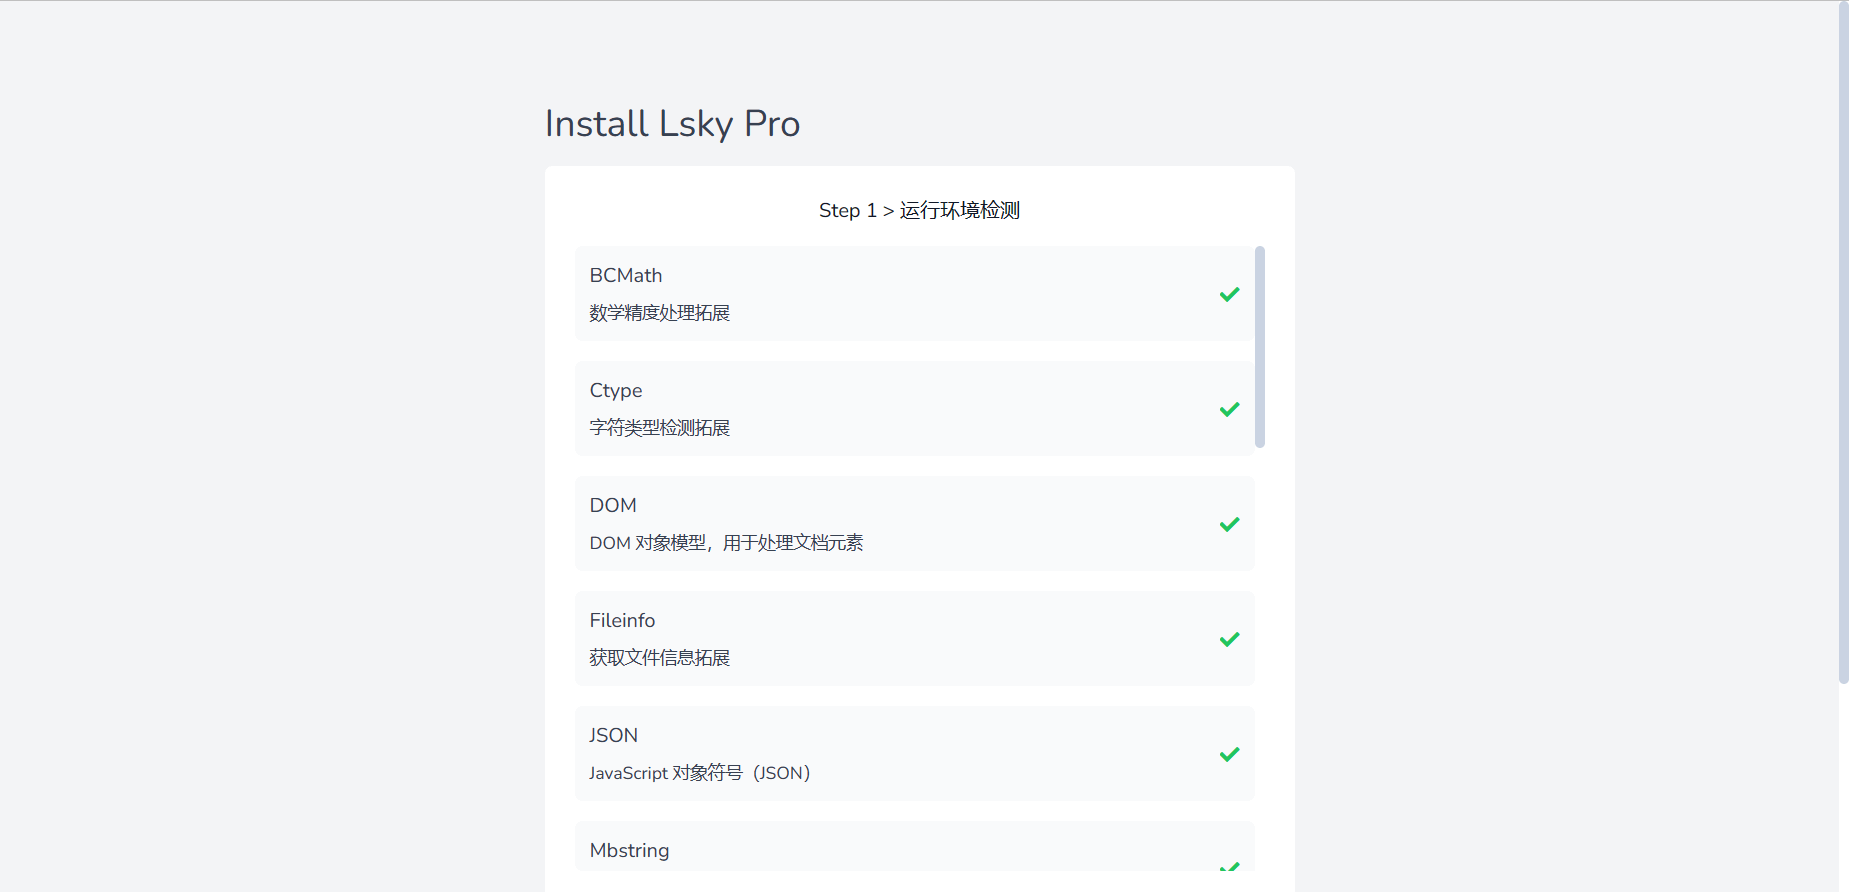 Install Lsky Pro
Step 1 > 运行环境检测
BCMath
数学精度处理拓展
Ctype
字符类型检测拓展
DOM
DOM 对象模型，用于处理文档元素
Fileinfo
获取文件信息拓展
JSON
JavaScript 对象符号（JSON）
Mbstring